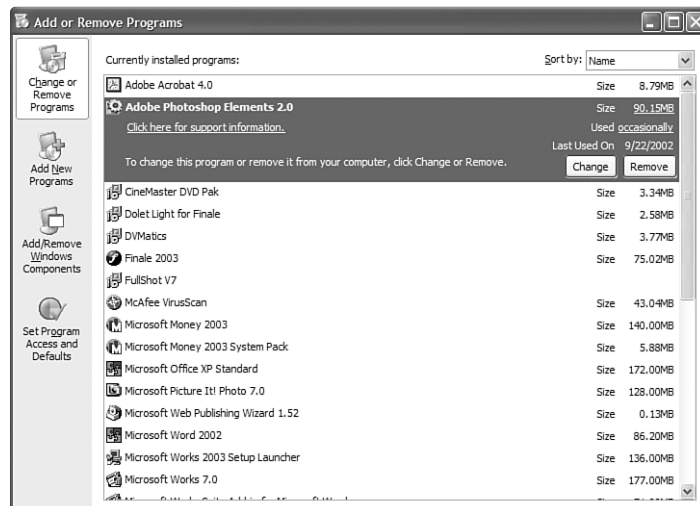 Add or Remove Programs
Change or
Remove
Programs
Add New
Programs
Add/Remove
Windows
Components
Set Program
Access and
Defaults
Currently installed programs:
Sort by: Name
Adobe Acrobat 4.0 Size 8.79MB
Adobe Photoshop Elements 2.0 Size 90.15MB
Click here for support information. Used occasionally
Last Used On 9/22/2002
To change this program or remove it from your computer, click Change or Remove. Change Remove
CineMaster DVD Pak Size 3.34MB
Dolet Light for Finale Size 2.58MB
DVMatics Size 3.77MB
Finale 2003 Size 75.02MB
FullShot V7
McAfee VirusScan Size 43.04MB
Microsoft Money 2003 Size 140.00MB
Microsoft Money 2003 System Pack Size 5.88MB
Microsoft Office XP Standard Size 172.00MB
Microsoft Picture It! Photo 7.0 Size 128.00MB
Microsoft Web Publishing Wizard 1.52 Size 0.13MB
Microsoft Word 2002 Size 86.20MB
Microsoft Works 2003 Setup Launcher Size 136.00MB
Microsoft Works 7.0 Size 177.00MB